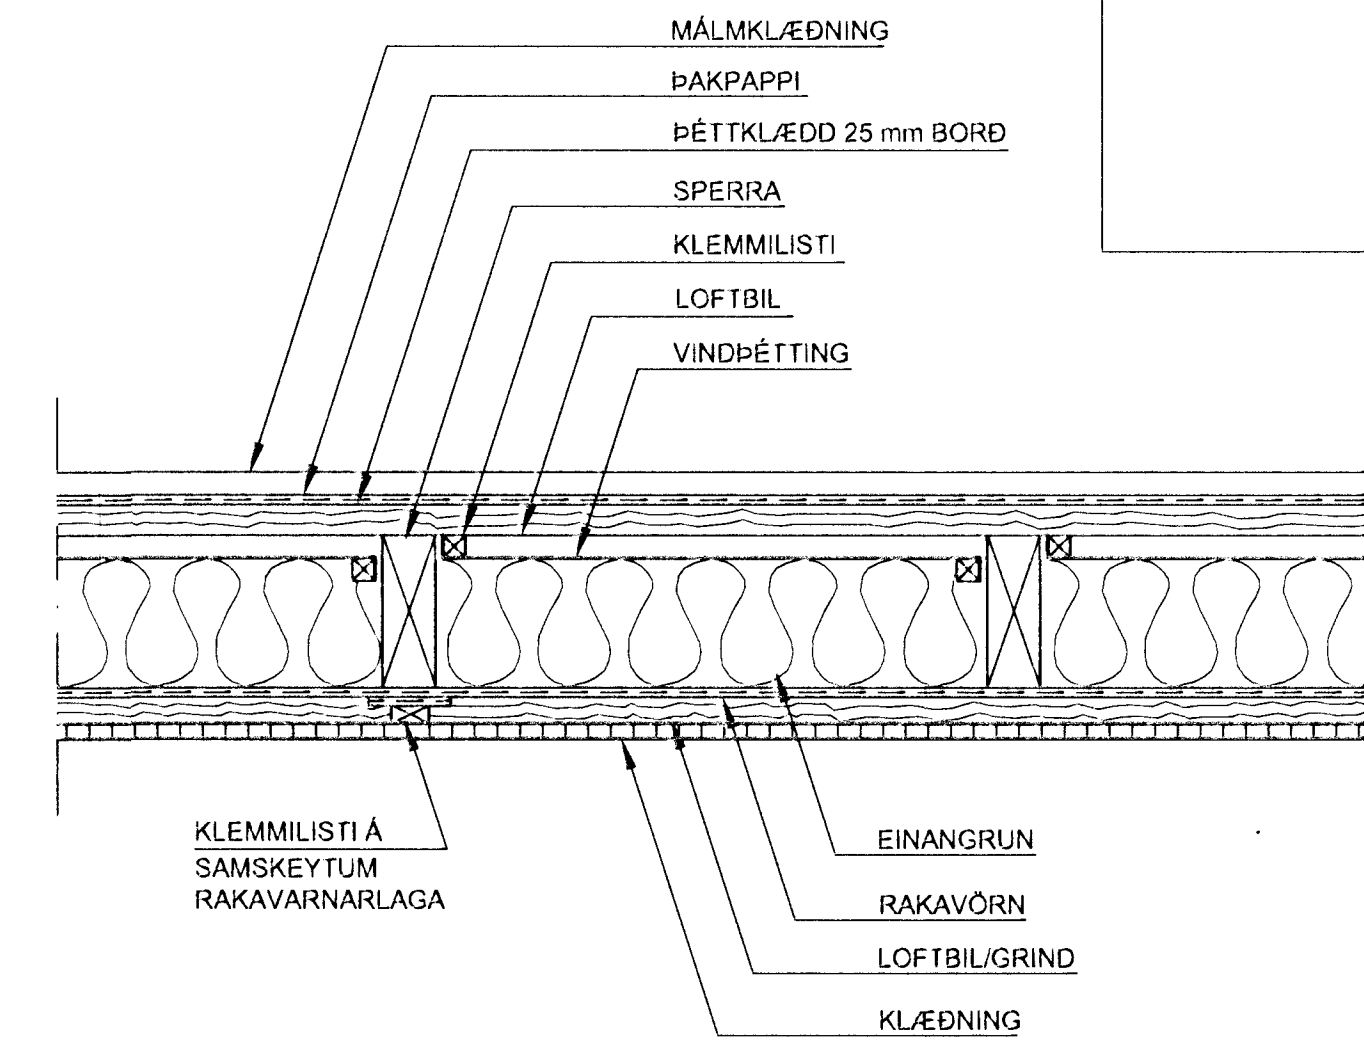 MÁLMKLÆÐNING
ÞAKPAPPI
ÞÉTTKLÆDD 25 mm BORÐ
SPERRA
KLEMMILISTI
LOFTBIL
VINDÞÉTTING
KLEMMILISTI Á
SAMSKEYTUM
RAKAVARNARLAGA
EINANGRUN
RAKAVÖRN
LOFTBIL/GRIND
KLÆÐNING